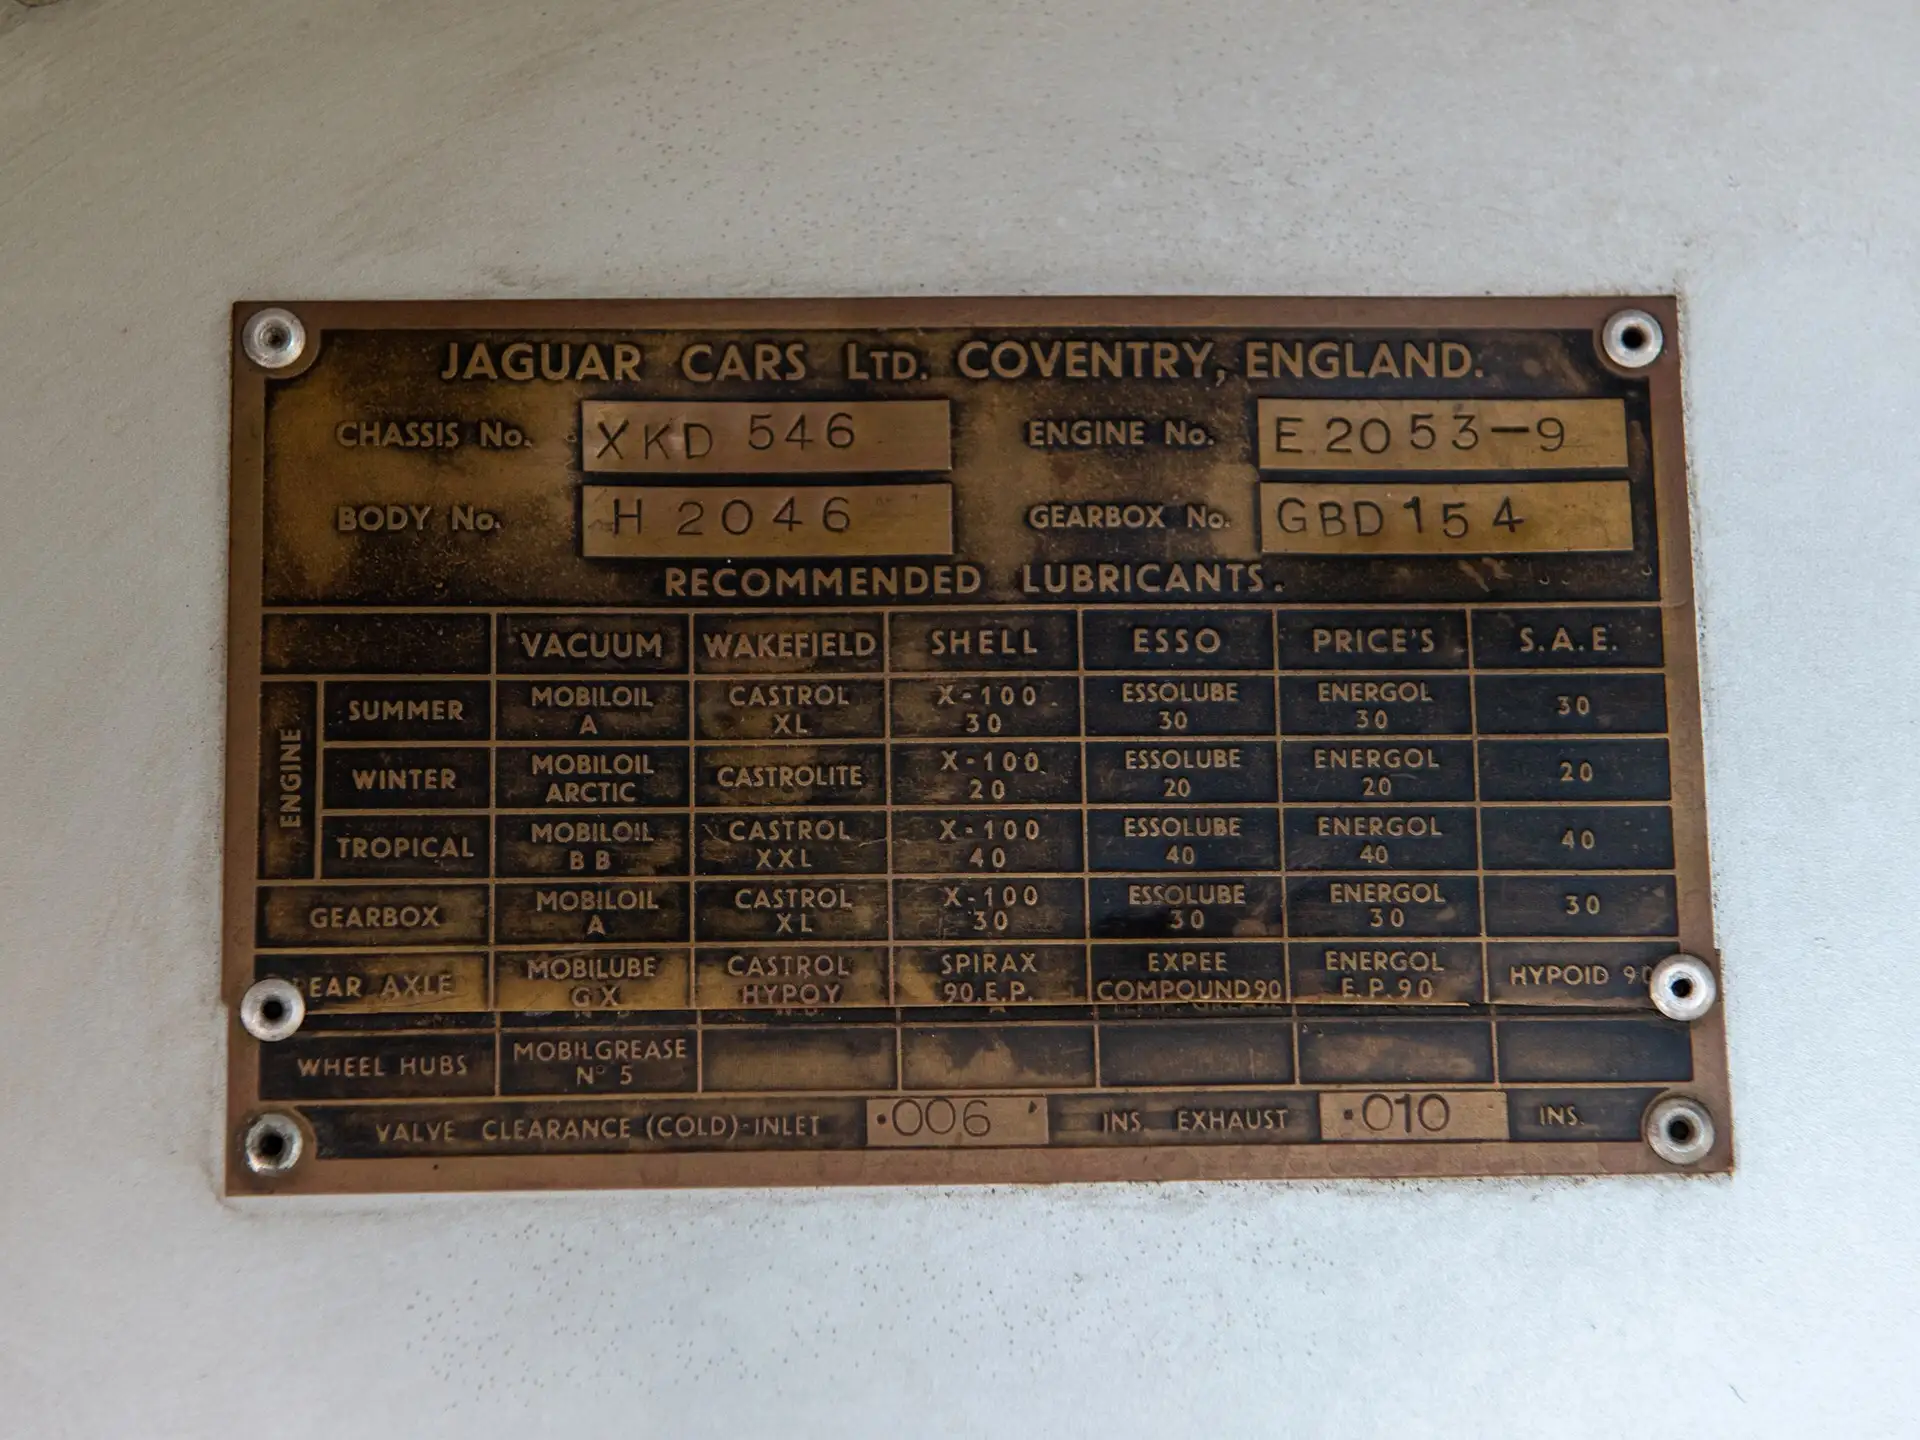 JAGUAR CARS LTD. COVENTRY, ENGLAND.
CHASSIS No. XKD 546 ENGINE No. E 2053-9
BODY No. H 2046 GEARBOX No. GBD 154
RECOMMENDED LUBRICANTS.
VACUUM WAKEFIELD SHELL ESSO PRICE'S S.A.E.
ENGINE
SUMMER MOBILOIL A CASTROL XL X-100 30 ESSOLUBE 30 ENERGOL 30 30
WINTER MOBILOIL ARCTIC CASTROLITE X-100 20 ESSOLUBE 20 ENERGOL 20 20
TROPICAL MOBILOIL BB CASTROL XXL X-100 40 ESSOLUBE 40 ENERGOL 40 40
GEARBOX MOBILOIL A CASTROL XL X-100 30 ESSOLUBE 30 ENERGOL 30 30
EAR AXLE MOBILUBE GX CASTROL HYPOY SPIRAX 90.E.P. EXPEE COMPOUND 90 ENERGOL E.P.90 HYPOID 90
WHEEL HUBS MOBILGREASE N° 5
VALVE CLEARANCE (COLD)-INLET .006 INS. EXHAUST .010 INS.